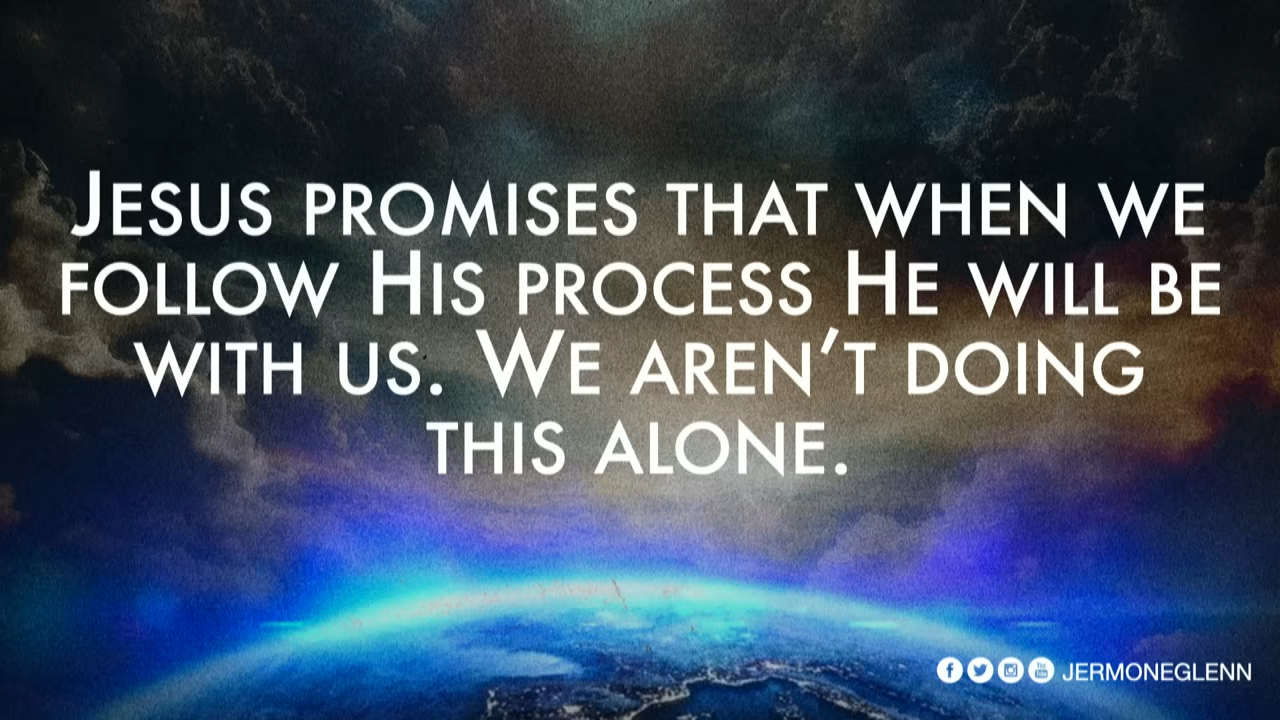 Jesus promises that when we
follow His process He will be
with us. We aren't doing
this alone.
JERMONEGLENN